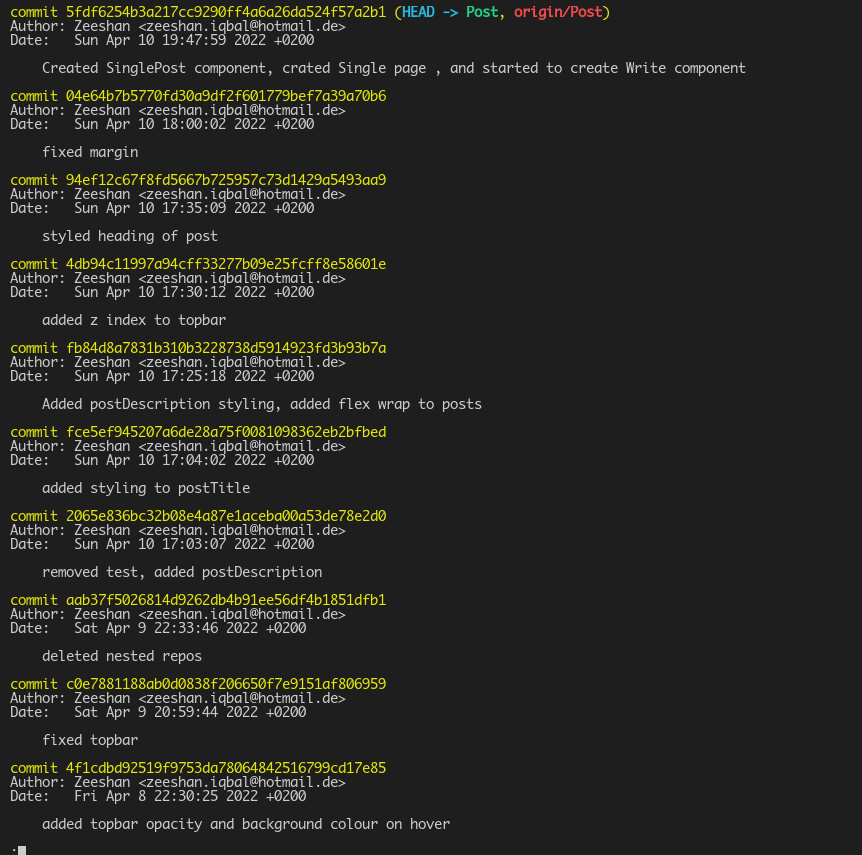 commit 5fdf6254b3a217cc9290ff4a6a26da524f57a2b1 (HEAD -> Post, origin/Post)
Author: Zeeshan <zeeshan.iqbal@hotmail.de>
Date:   Sun Apr 10 19:47:59 2022 +0200
    Created SinglePost component, crated Single page , and started to create Write component
commit 04e64b7b5770fd30a9df2f601779bef7a39a70b6
Author: Zeeshan <zeeshan.iqbal@hotmail.de>
Date:   Sun Apr 10 18:00:02 2022 +0200
    fixed margin
commit 94ef12c67f8fd5667b725957c73d1429a5493aa9
Author: Zeeshan <zeeshan.iqbal@hotmail.de>
Date:   Sun Apr 10 17:35:09 2022 +0200
    styled heading of post
commit 4db94c11997a94cff33277b09e25fcff8e58601e
Author: Zeeshan <zeeshan.iqbal@hotmail.de>
Date:   Sun Apr 10 17:30:12 2022 +0200
    added z index to topbar
commit fb84d8a7831b310b3228738d5914923fd3b93b7a
Author: Zeeshan <zeeshan.iqbal@hotmail.de>
Date:   Sun Apr 10 17:25:18 2022 +0200
    Added postDescription styling, added flex wrap to posts
commit fce5ef945207a6de28a75f0081098362eb2bfbed
Author: Zeeshan <zeeshan.iqbal@hotmail.de>
Date:   Sun Apr 10 17:04:02 2022 +0200
    added styling to postTitle
commit 2065e836bc32b08e4a87e1aceba00a53de78e2d0
Author: Zeeshan <zeeshan.iqbal@hotmail.de>
Date:   Sun Apr 10 17:03:07 2022 +0200
    removed test, added postDescription
commit aab37f5026814d9262db4b91ee56df4b1851dfb1
Author: Zeeshan <zeeshan.iqbal@hotmail.de>
Date:   Sat Apr 9 22:33:46 2022 +0200
    deleted nested repos
commit c0e7881188ab0d0838f206650f7e9151af806959
Author: Zeeshan <zeeshan.iqbal@hotmail.de>
Date:   Sat Apr 9 20:59:44 2022 +0200
    fixed topbar
commit 4f1cdbd92519f9753da78064842516799cd17e85
Author: Zeeshan <zeeshan.iqbal@hotmail.de>
Date:   Fri Apr 8 22:30:25 2022 +0200
    added topbar opacity and background colour on hover